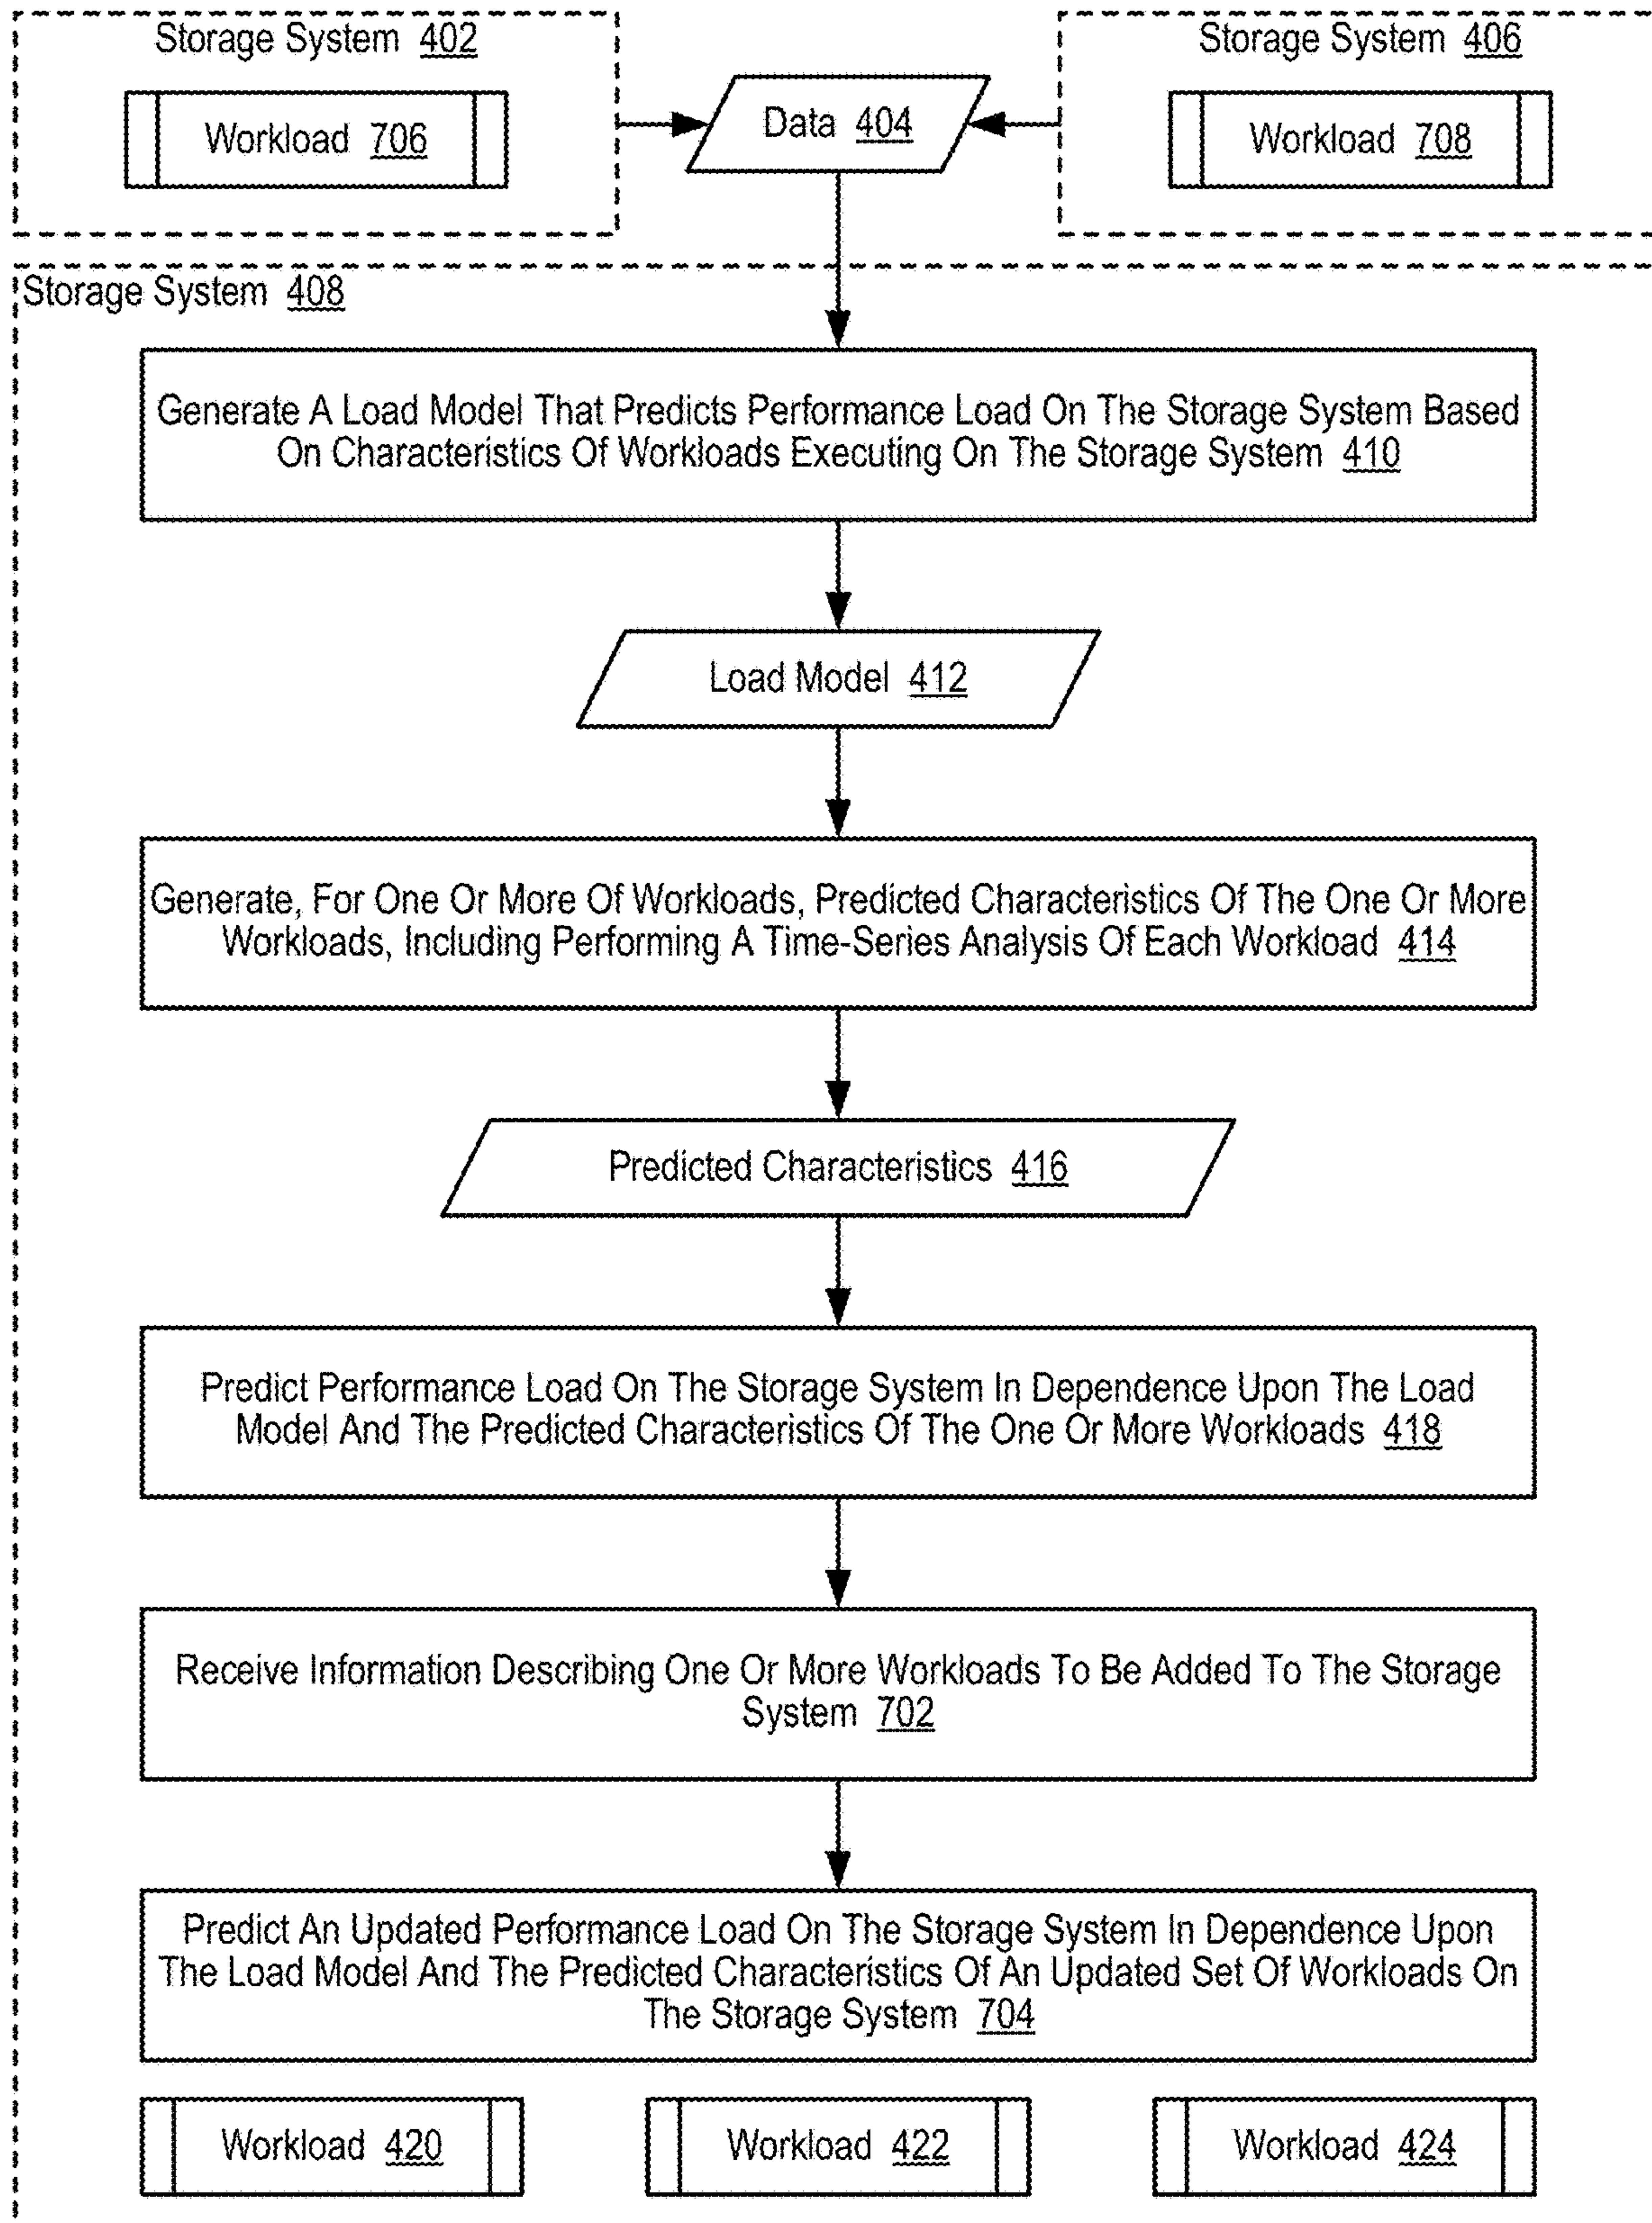 Storage System 402
Storage System 406
Workload 706
Data 404
Workload 708
Storage System 408
Generate A Load Model That Predicts Performance Load On The Storage System Based
On Characteristics Of Workloads Executing On The Storage System 410
Load Model 412
Generate, For One Or More Of Workloads, Predicted Characteristics Of The One Or More
Workloads, Including Performing A Time-Series Analysis Of Each Workload 414
Predicted Characteristics 416
Predict Performance Load On The Storage System In Dependence Upon The Load
Model And The Predicted Characteristics Of The One Or More Workloads 418
Receive Information Describing One Or More Workloads To Be Added To The Storage
System 702
Predict An Updated Performance Load On The Storage System In Dependence Upon
The Load Model And The Predicted Characteristics Of An Updated Set Of Workloads On
The Storage System 704
Workload 420
Workload 422
Workload 424